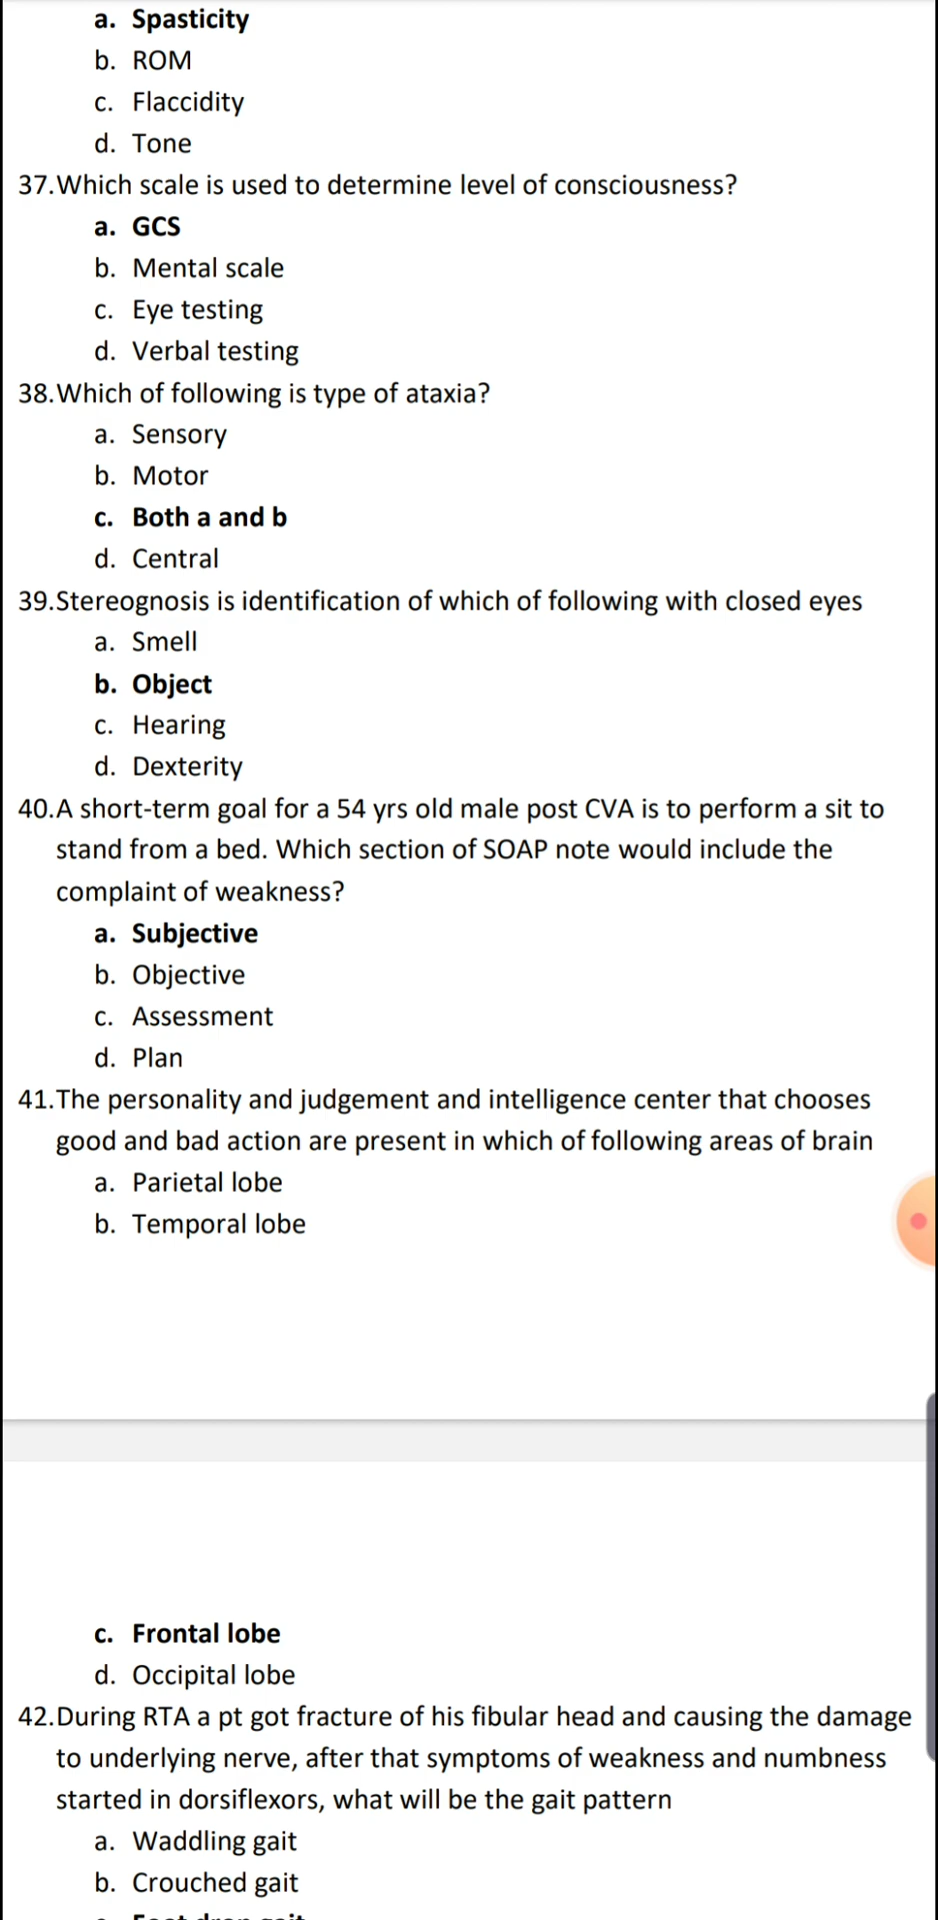 a. Spasticity
b. ROM
c. Flaccidity
d. Tone
37.Which scale is used to determine level of consciousness?
a. GCS
b. Mental scale
c. Eye testing
d. Verbal testing
38.Which of following is type of ataxia?
a. Sensory
b. Motor
c. Both a and b
d. Central
39.Stereognosis is identification of which of following with closed eyes
a. Smell
b. Object
c. Hearing
d. Dexterity
40.A short-term goal for a 54 yrs old male post CVA is to perform a sit to
stand from a bed. Which section of SOAP note would include the
complaint of weakness?
a. Subjective
b. Objective
c. Assessment
d. Plan
41.The personality and judgement and intelligence center that chooses
good and bad action are present in which of following areas of brain
a. Parietal lobe
b. Temporal lobe
c. Frontal lobe
d. Occipital lobe
42.During RTA a pt got fracture of his fibular head and causing the damage
to underlying nerve, after that symptoms of weakness and numbness
started in dorsiflexors, what will be the gait pattern
a. Waddling gait
b. Crouched gait